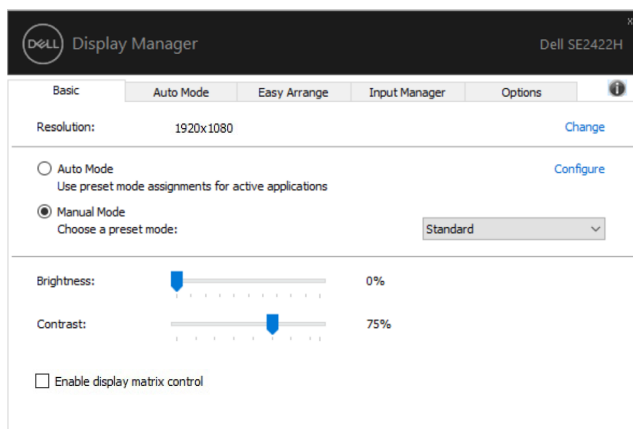 DELL Display Manager
Dell SE2422H
Basic
Auto Mode
Easy Arrange
Input Manager
Options
Resolution: 1920x1080 Change
Auto Mode Configure
Use preset mode assignments for active applications
Manual Mode
Choose a preset mode: Standard
Brightness: 0%
Contrast: 75%
Enable display matrix control